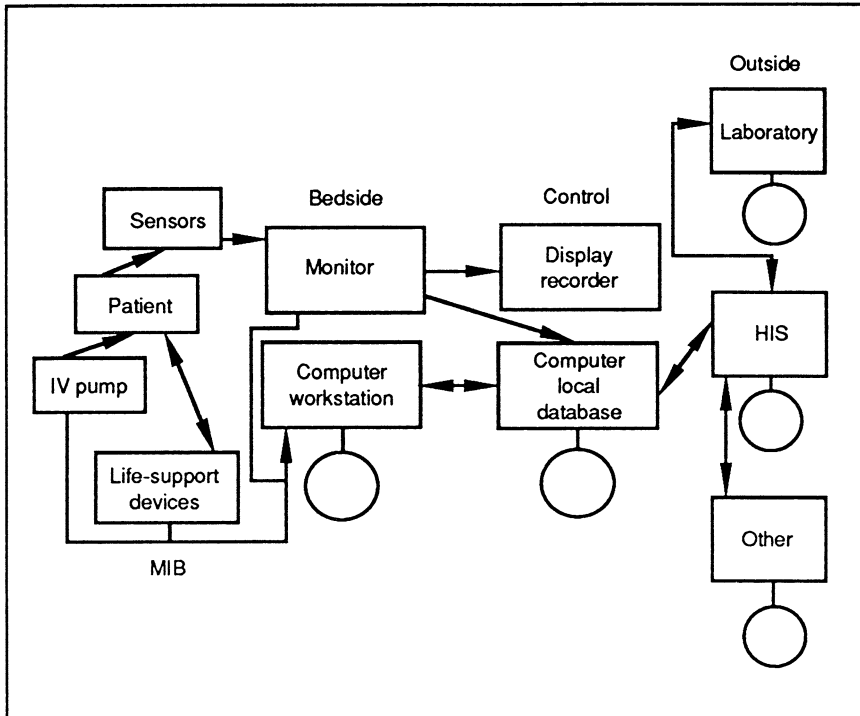 Outside
Laboratory
Bedside
Control
Sensors
Monitor
Display
recorder
Patient
HIS
IV pump
Computer
workstation
Computer
local
database
Life-support
devices
Other
MIB